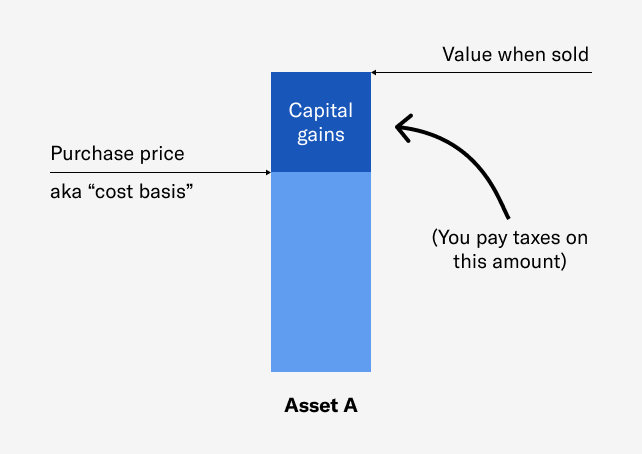 Value when sold
Capital
gains
Purchase price
aka “cost basis”
(You pay taxes on
this amount)
Asset A